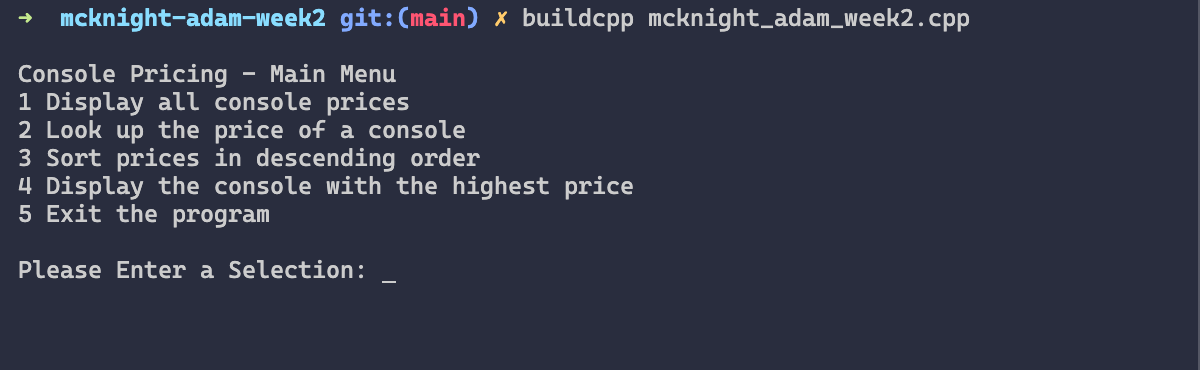 ➜  mcknight-adam-week2 git:(main) ✗ buildcpp mcknight_adam_week2.cpp
Console Pricing - Main Menu
1 Display all console prices
2 Look up the price of a console
3 Sort prices in descending order
4 Display the console with the highest price
5 Exit the program
Please Enter a Selection: _